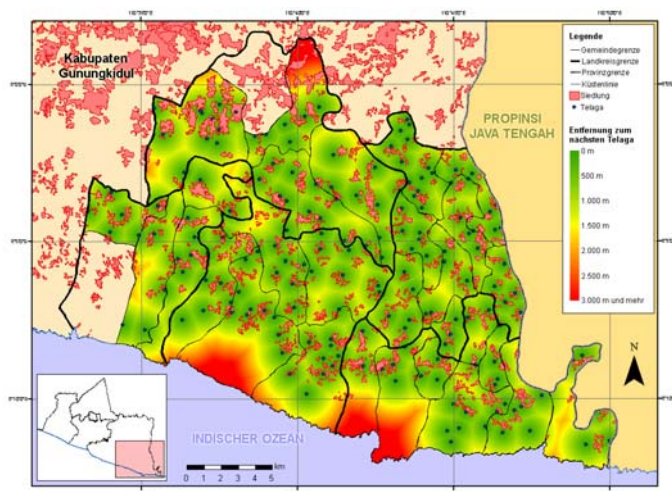 Kabupaten
Gunungkidul
PROPINSI
JAVA TENGAH
INDISCHER OZEAN
0 1 2 3 4 5
km
N
Legende
Gemeindegrenze
Landkreisgrenze
Provinzgrenze
Küstenlinie
Siedlung
Telaga
Entfernung zum
nächsten Telaga
0 m
500 m
1.000 m
1.500 m
2.000 m
2.500 m
3.000 m und mehr